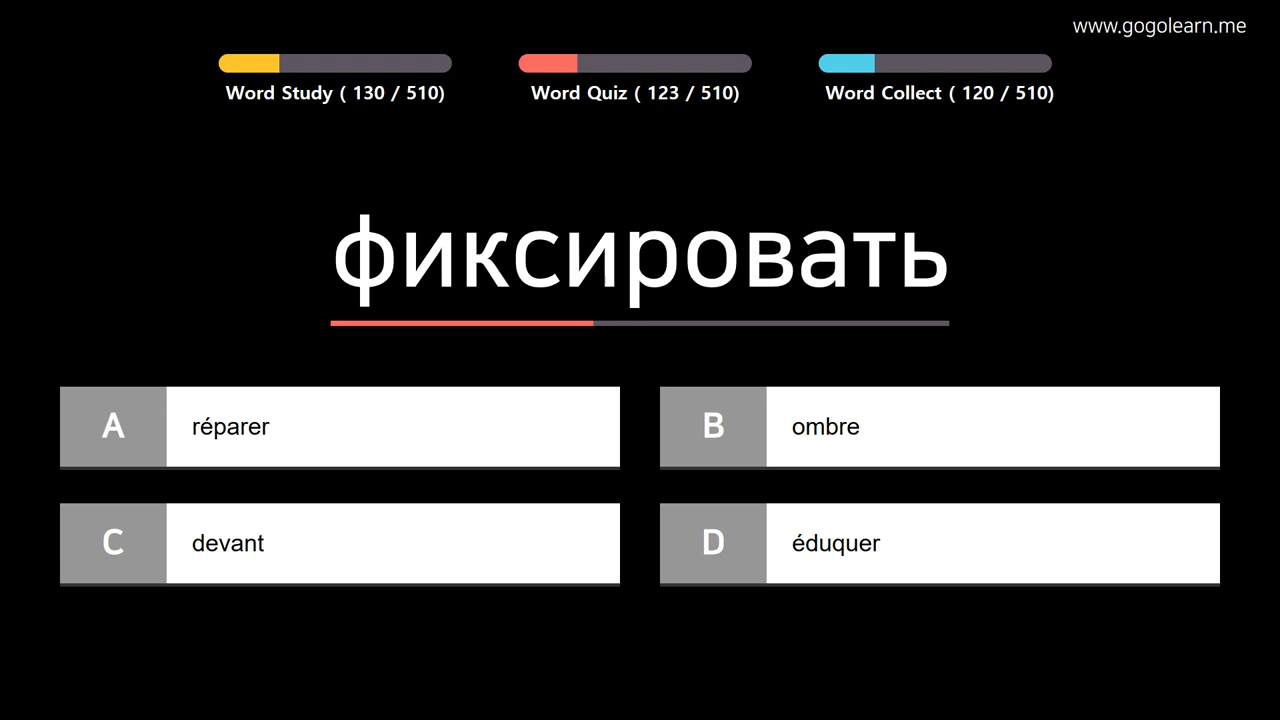 www.gogolearn.me
Word Study ( 130 / 510)
Word Quiz ( 123 / 510)
Word Collect ( 120 / 510)
фиксировать
A réparer
B ombre
C devant
D éduquer